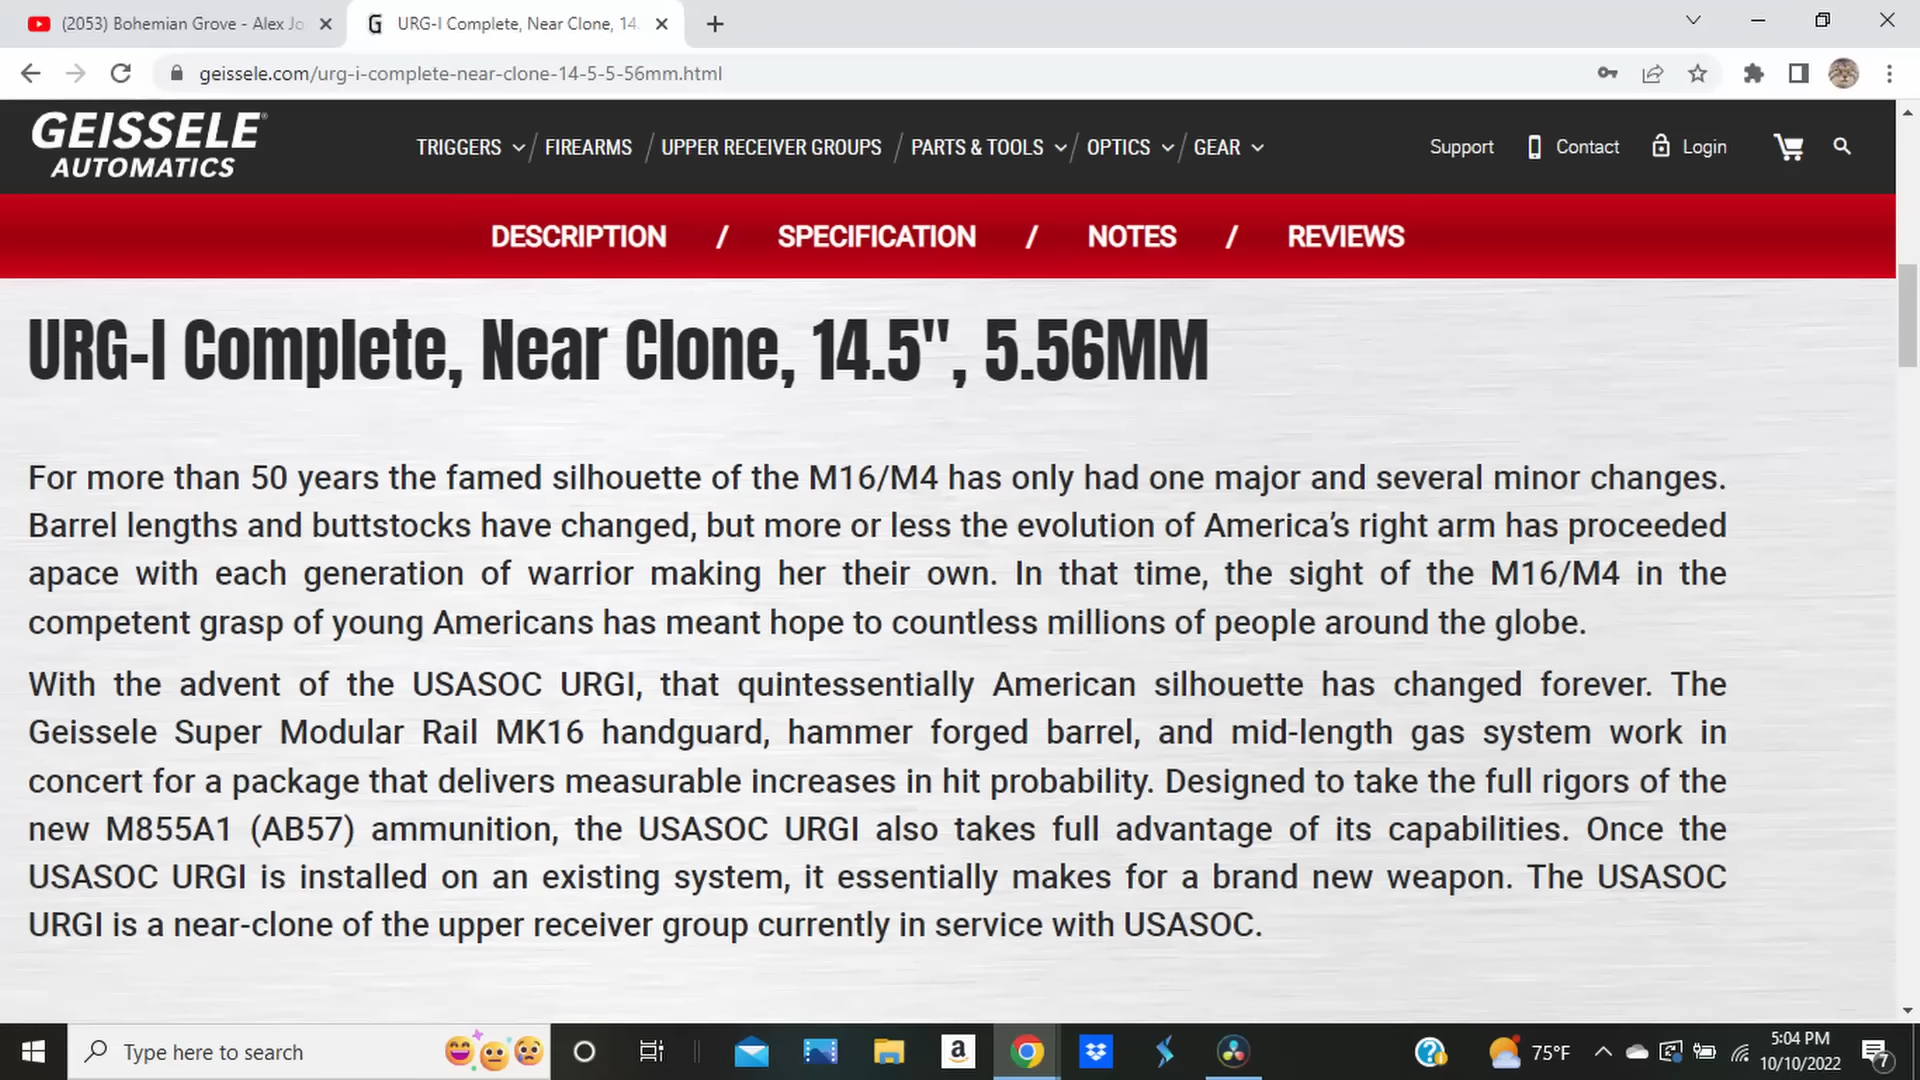 (2053) Bohemian Grove - Alex Jo
URG-I Complete, Near Clone, 14.
geissele.com/urg-i-complete-near-clone-14-5-5-56mm.html
GEISSELE®
AUTOMATICS
TRIGGERS / FIREARMS / UPPER RECEIVER GROUPS / PARTS & TOOLS / OPTICS / GEAR
Support Contact Login
DESCRIPTION / SPECIFICATION / NOTES / REVIEWS
URG-I Complete, Near Clone, 14.5", 5.56MM
For more than 50 years the famed silhouette of the M16/M4 has only had one major and several minor changes.
Barrel lengths and buttstocks have changed, but more or less the evolution of America’s right arm has proceeded
apace with each generation of warrior making her their own. In that time, the sight of the M16/M4 in the
competent grasp of young Americans has meant hope to countless millions of people around the globe.
With the advent of the USASOC URGI, that quintessentially American silhouette has changed forever. The
Geissele Super Modular Rail MK16 handguard, hammer forged barrel, and mid-length gas system work in
concert for a package that delivers measurable increases in hit probability. Designed to take the full rigors of the
new M855A1 (AB57) ammunition, the USASOC URGI also takes full advantage of its capabilities. Once the
USASOC URGI is installed on an existing system, it essentially makes for a brand new weapon. The USASOC
URGI is a near-clone of the upper receiver group currently in service with USASOC.
Type here to search
75°F
5:04 PM
10/10/2022
7